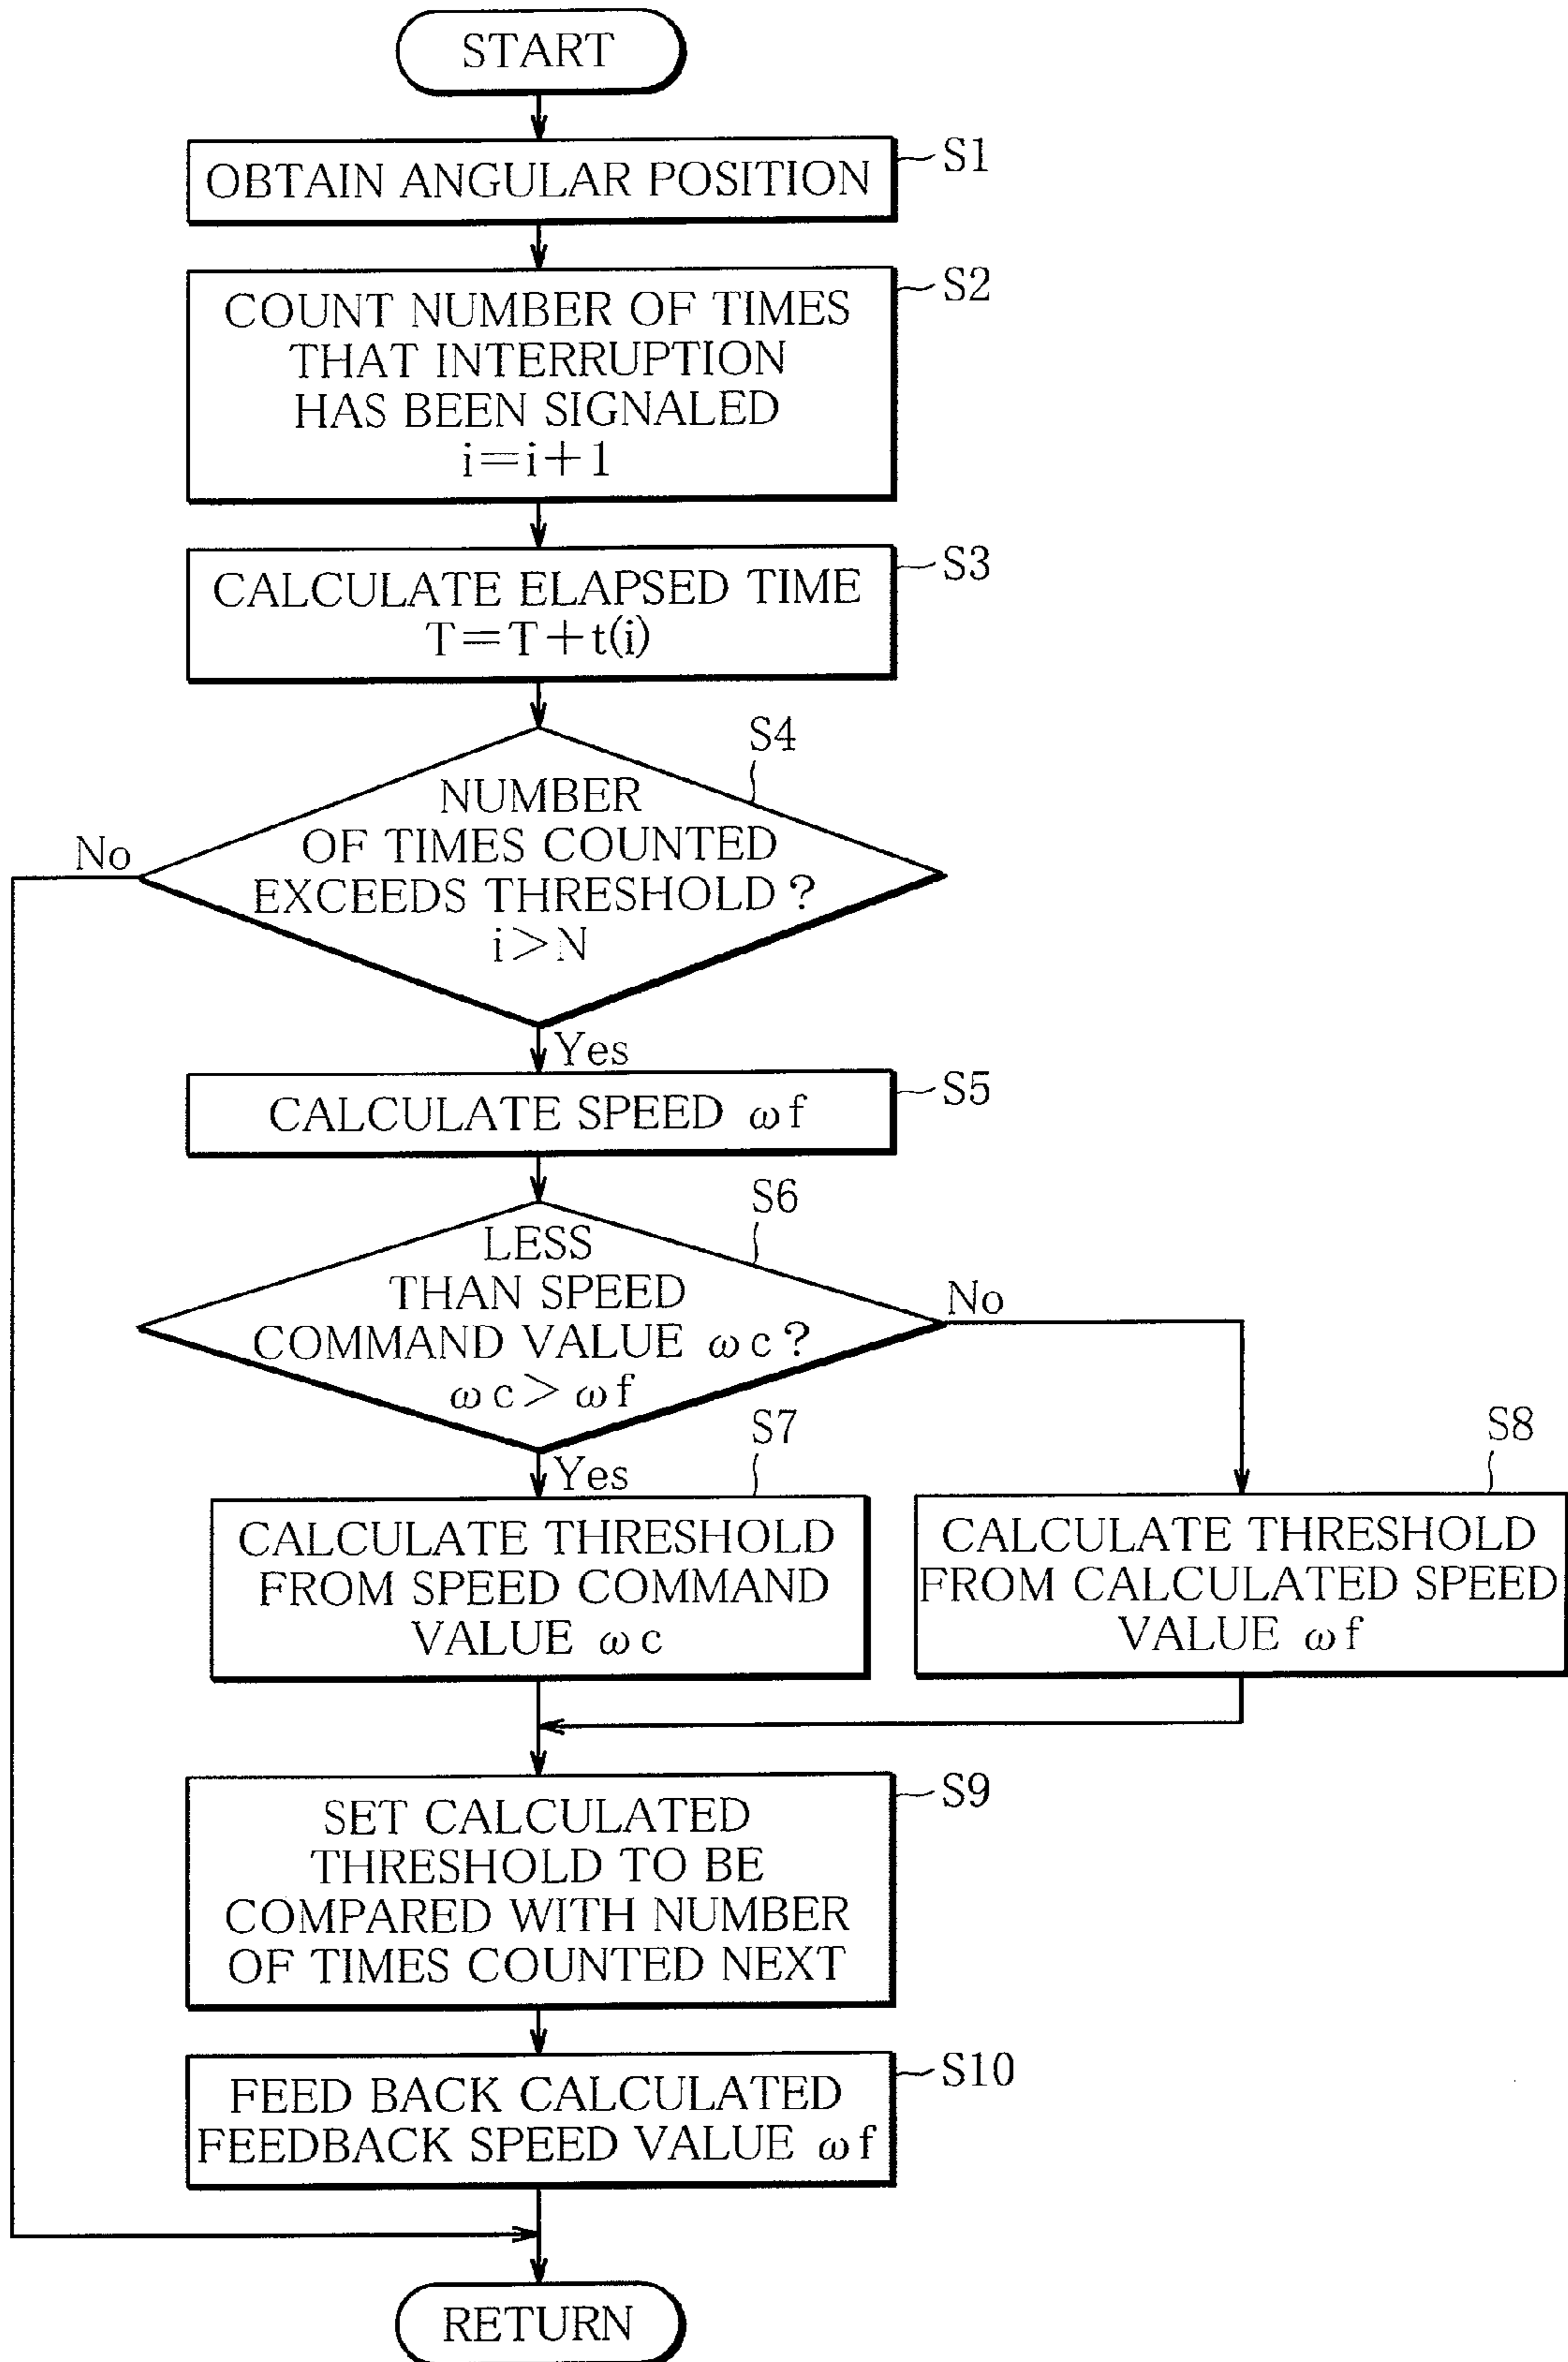 START
OBTAIN ANGULAR POSITION
S1
COUNT NUMBER OF TIMES
THAT INTERRUPTION
HAS BEEN SIGNALED
i=i+1
S2
CALCULATE ELAPSED TIME
T=T+t(i)
S3
S4
NUMBER
OF TIMES COUNTED
EXCEEDS THRESHOLD?
i>N
No
Yes
CALCULATE SPEED ωf
S5
S6
LESS
THAN SPEED
COMMAND VALUE ωc?
ωc>ωf
No
Yes
S7
CALCULATE THRESHOLD
FROM SPEED COMMAND
VALUE ωc
S8
CALCULATE THRESHOLD
FROM CALCULATED SPEED
VALUE ωf
SET CALCULATED
THRESHOLD TO BE
COMPARED WITH NUMBER
OF TIMES COUNTED NEXT
S9
FEED BACK CALCULATED
FEEDBACK SPEED VALUE ωf
S10
RETURN